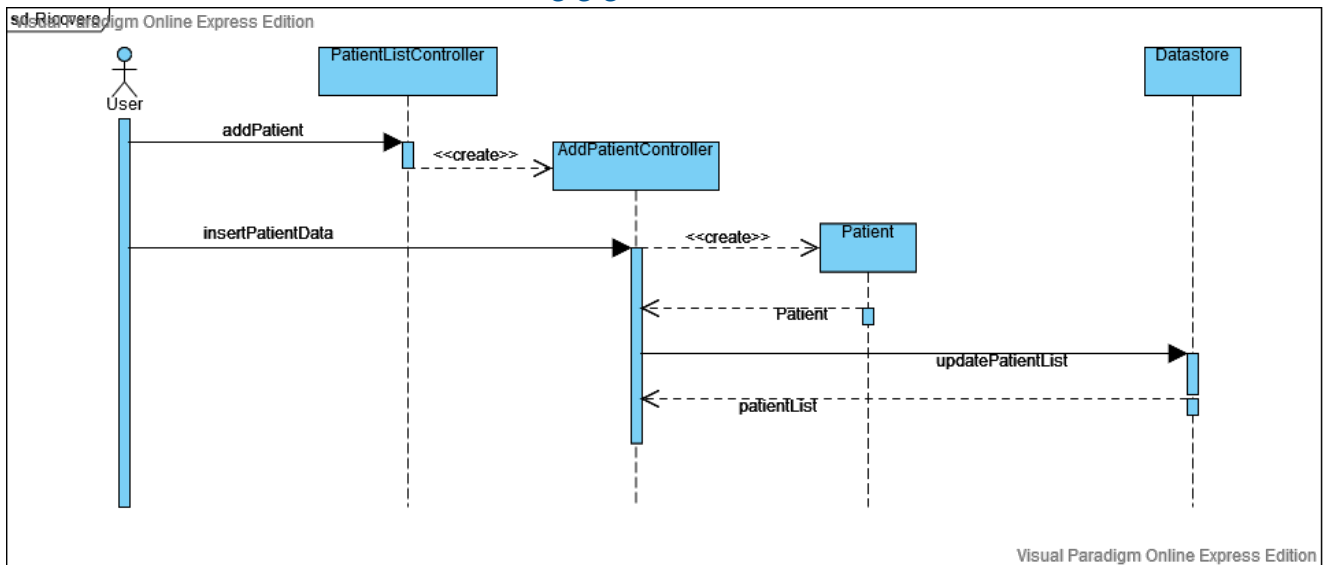 sd Ricovero
Visual Paradigm Online Express Edition
PatientListController
Datastore
User
addPatient
<<create>>
AddPatientController
insertPatientData
<<create>>
Patient
Patient
updatePatientList
patientList
Visual Paradigm Online Express Edition